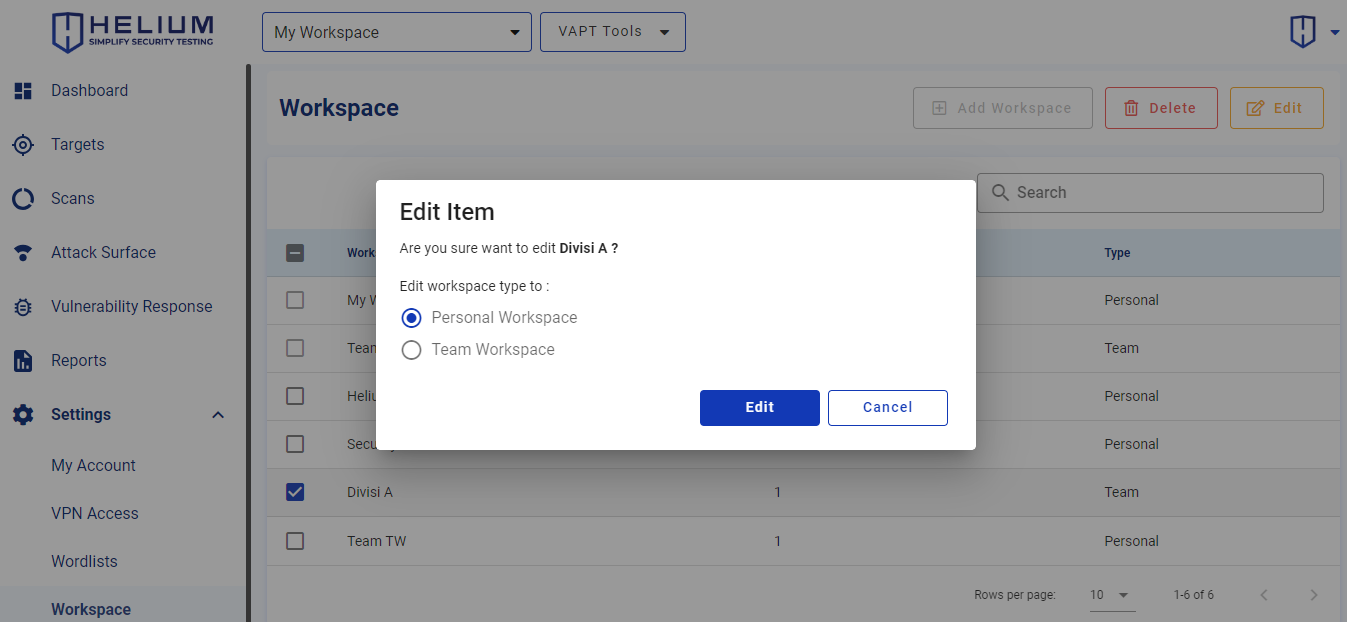 HELIUM
SIMPLIFY SECURITY TESTING
My Workspace
VAPT Tools
Dashboard
Targets
Scans
Attack Surface
Vulnerability Response
Reports
Settings
My Account
VPN Access
Wordlists
Workspace
Workspace
Add Workspace
Delete
Edit
Search
Type
My W Personal
Team Team
Personal
Personal
Divisi A 1 Team
Team TW 1 Personal
Rows per page: 10 1-6 of 6
Edit Item
Are you sure want to edit Divisi A ?
Edit workspace type to :
Personal Workspace
Team Workspace
Edit
Cancel